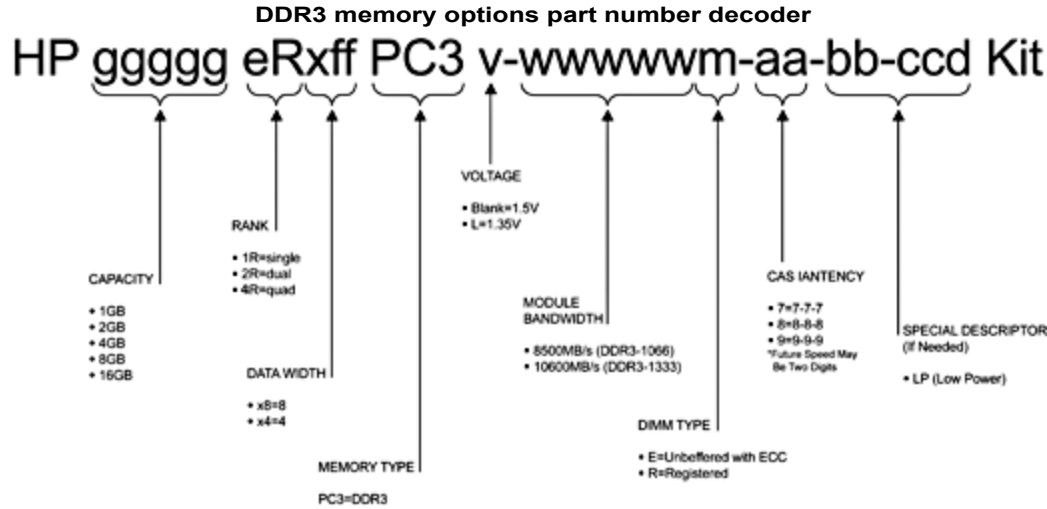 DDR3 memory options part number decoder
HP ggggg eRxff PC3 v-wwwwwm-aa-bb-ccd Kit
VOLTAGE
• Blank=1.5V
• L=1.35V
RANK
• 1R=single
• 2R=dual
• 4R=quad
CAPACITY
• 1GB
• 2GB
• 4GB
• 8GB
• 16GB
CAS IANTENCY
• 7=7-7-7
• 8=8-8-8
• 9=9-9-9
*Future Speed May
Be Two Digits
MODULE
BANDWIDTH
• 8500MB/s (DDR3-1066)
• 10600MB/s (DDR3-1333)
SPECIAL DESCRIPTOR
(If Needed)
• LP (Low Power)
DATA WIDTH
• x8=8
• x4=4
DIMM TYPE
• E=Unbeffered with ECC
• R=Registered
MEMORY TYPE
PC3=DDR3